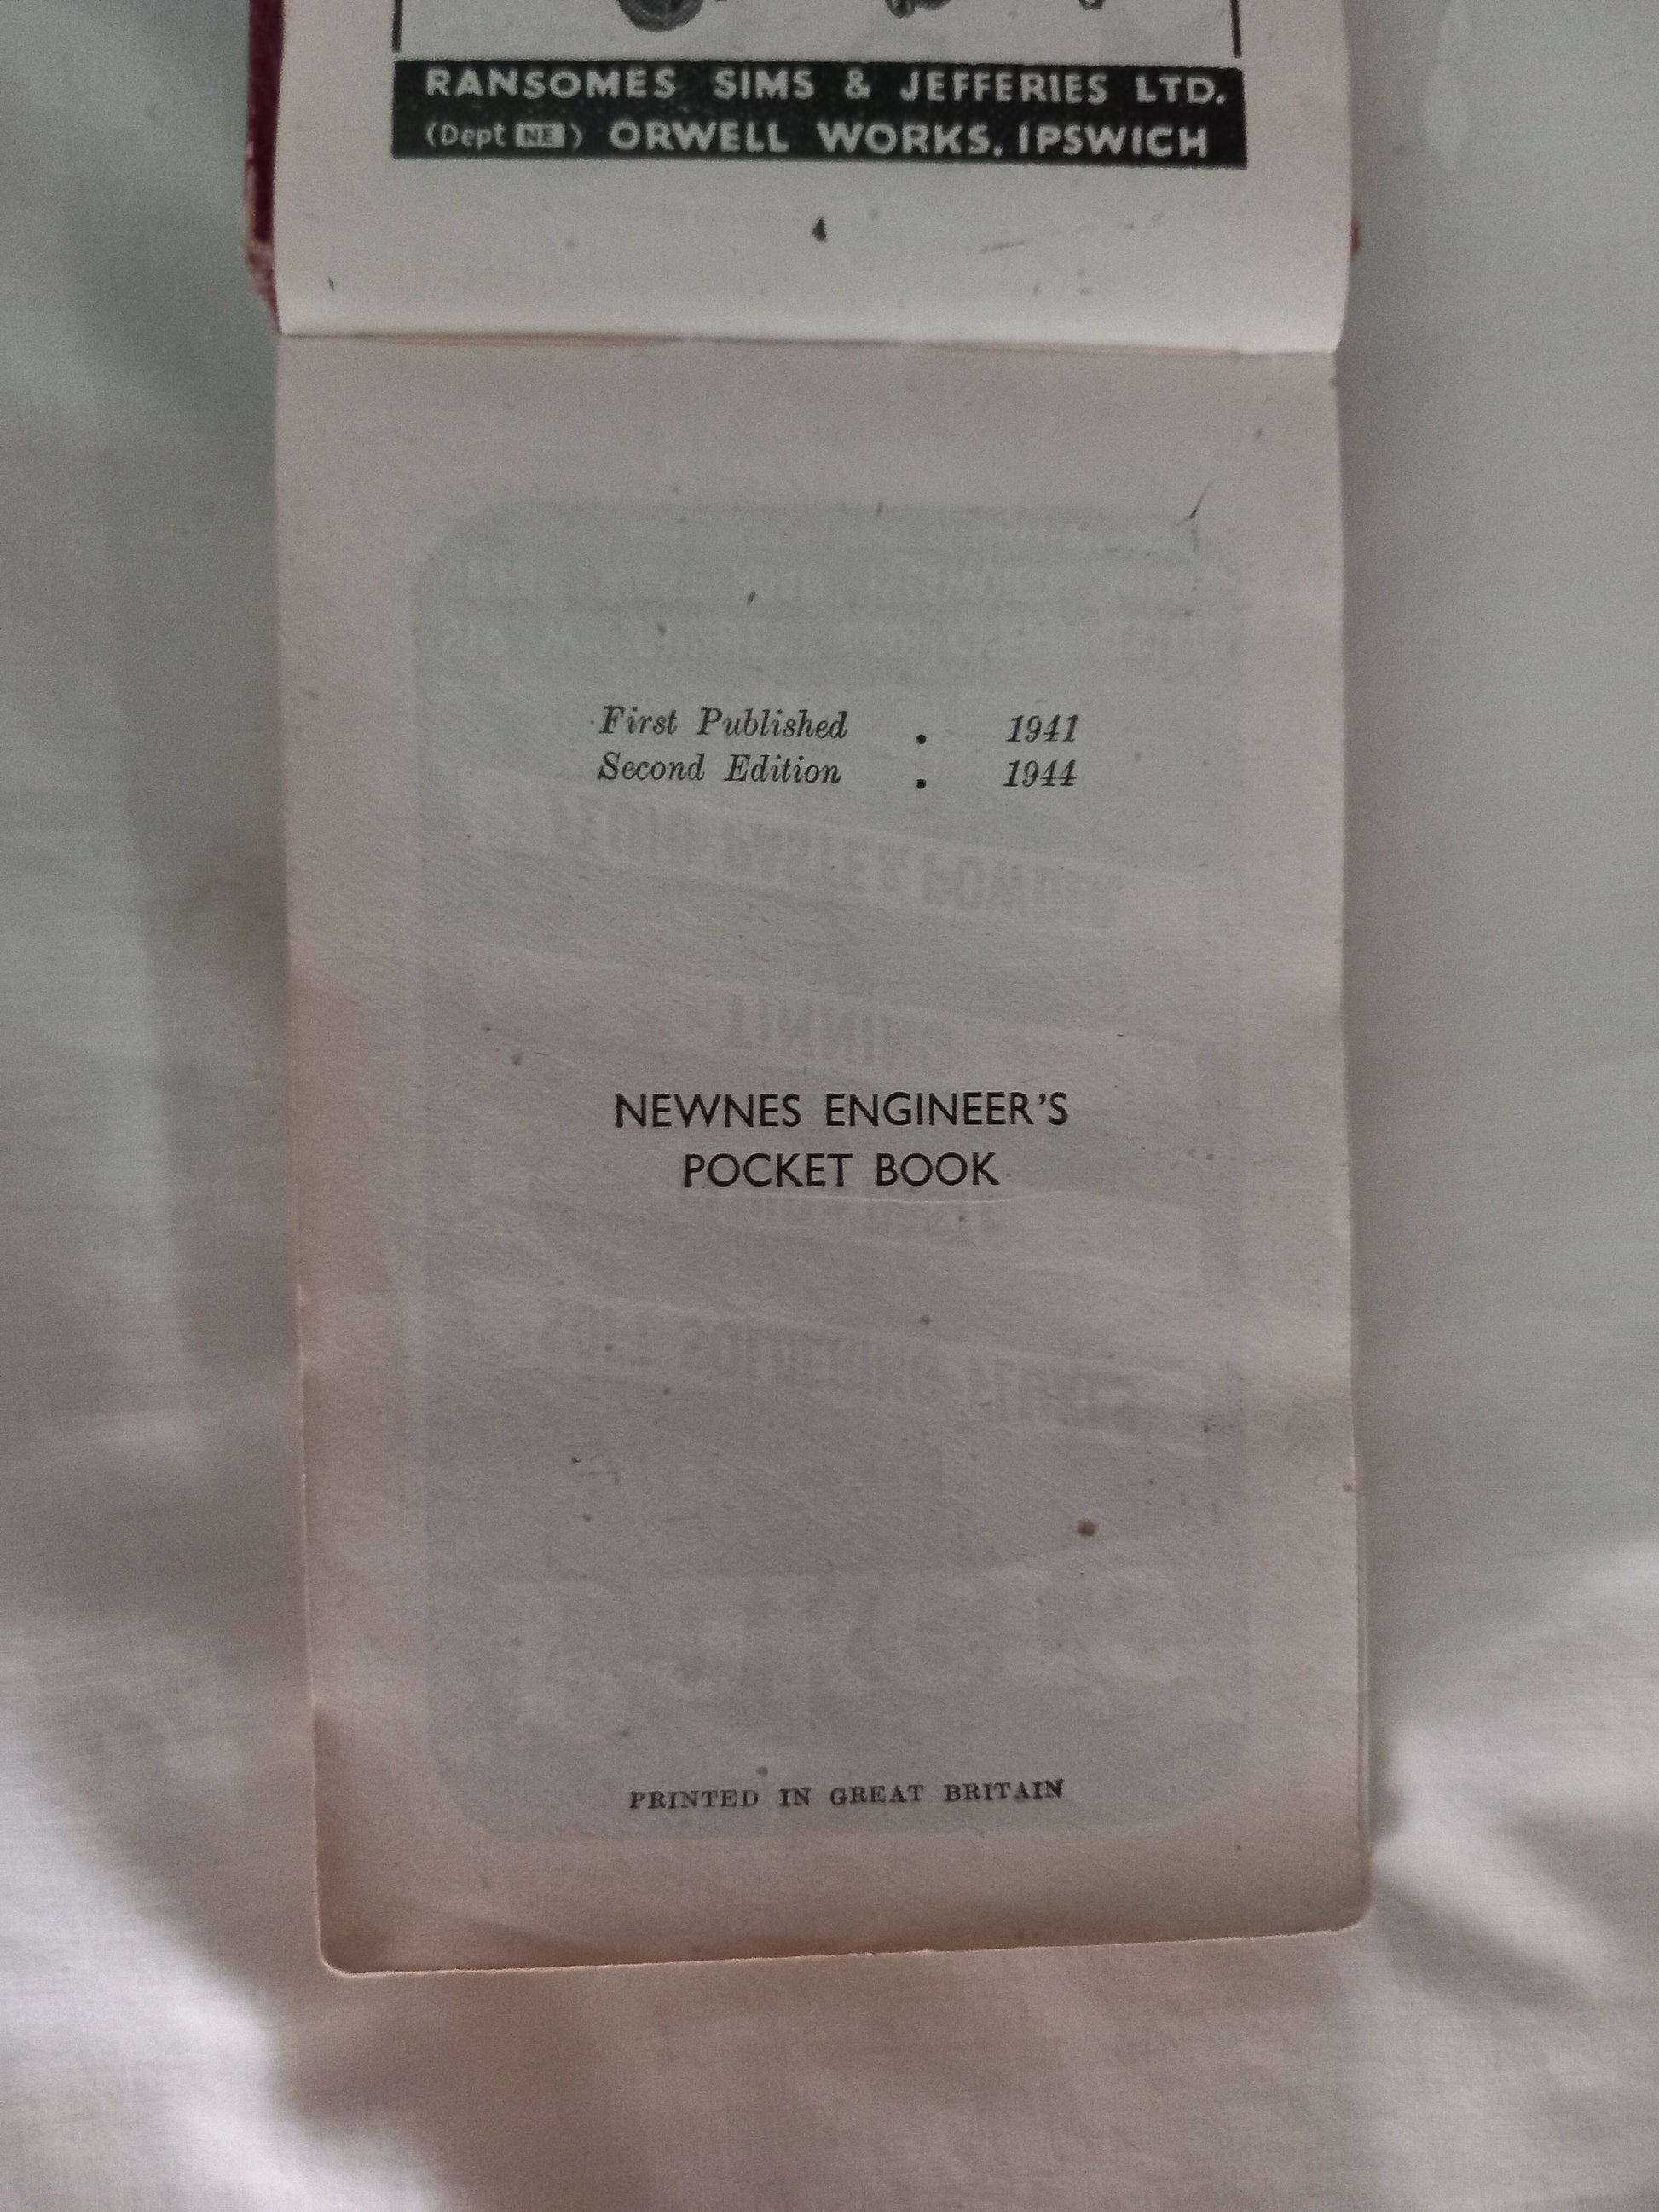 RANSOMES SIMS & JEFFERIES LTD.
(Dept NE) ORWELL WORKS, IPSWICH
4
First Published . 1941
Second Edition . 1944
NEWNES ENGINEER'S
POCKET BOOK
PRINTED IN GREAT BRITAIN